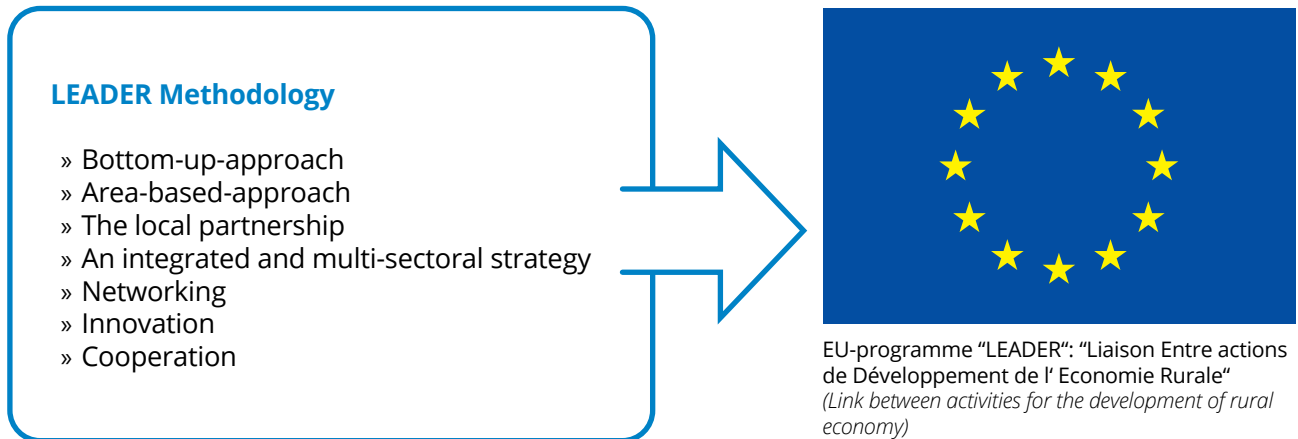 LEADER Methodology
» Bottom-up-approach
» Area-based-approach
» The local partnership
» An integrated and multi-sectoral strategy
» Networking
» Innovation
» Cooperation
EU-programme “LEADER“: “Liaison Entre actions
de Développement de l‘ Economie Rurale“
(Link between activities for the development of rural
economy)